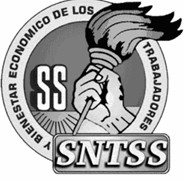 Y BIENESTAR ECONOMICO DE LOS TRABAJADORES
SS
SNTSS